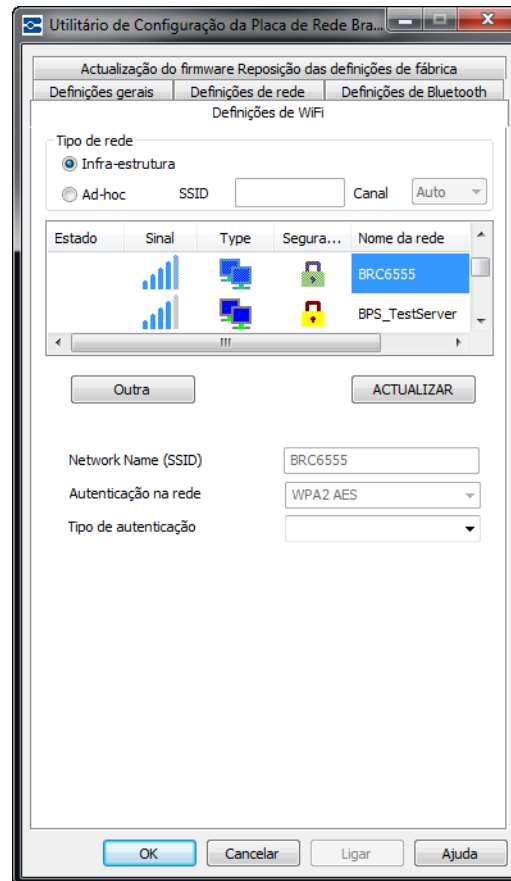 Utilitário de Configuração da Placa de Rede Bra...
Actualização do firmware Reposição das definições de fábrica
Definições gerais Definições de rede Definições de Bluetooth
Definições de WiFi
Tipo de rede
Infra-estrutura
Ad-hoc SSID Canal Auto
Estado Sinal Type Segura... Nome da rede
BRC6555
BPS_TestServer
Outra ACTUALIZAR
Network Name (SSID) BRC6555
Autenticação na rede WPA2 AES
Tipo de autenticação
OK Cancelar Ligar Ajuda